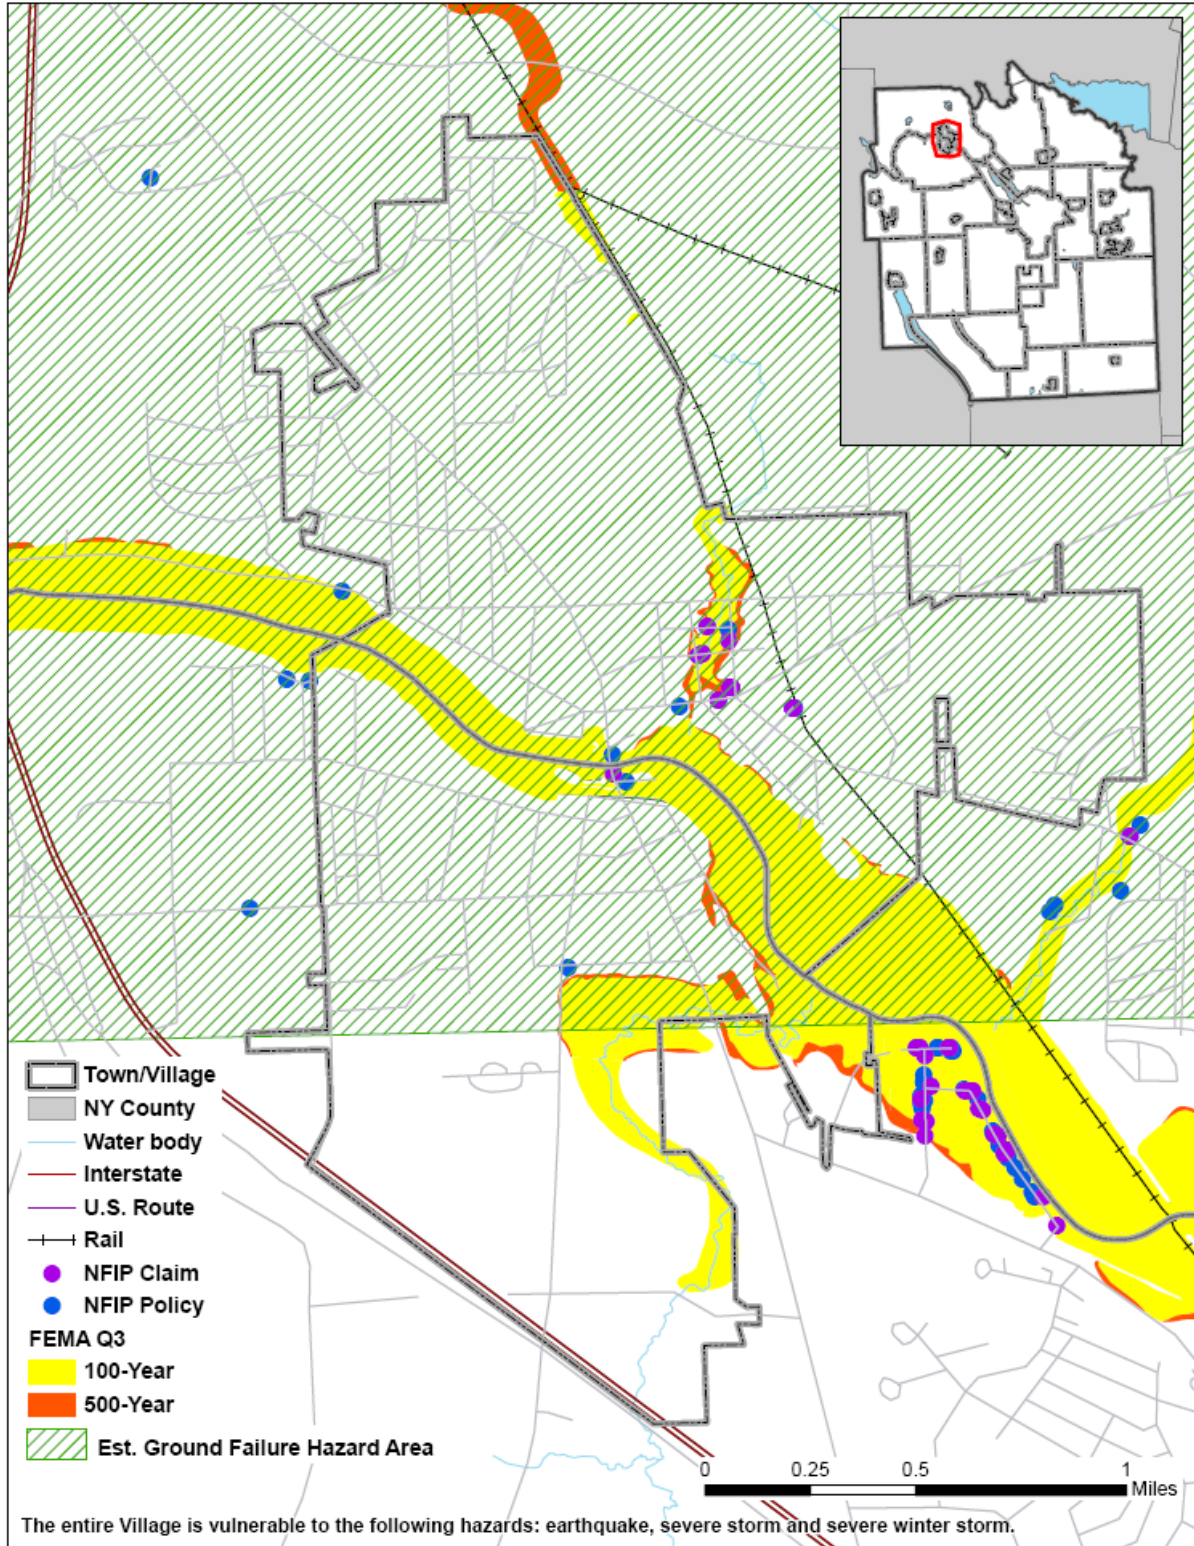 Town/Village
NY County
Water body
Interstate
U.S. Route
Rail
NFIP Claim
NFIP Policy
FEMA Q3
100-Year
500-Year
Est. Ground Failure Hazard Area
0 0.25 0.5 1
Miles
The entire Village is vulnerable to the following hazards: earthquake, severe storm and severe winter storm.